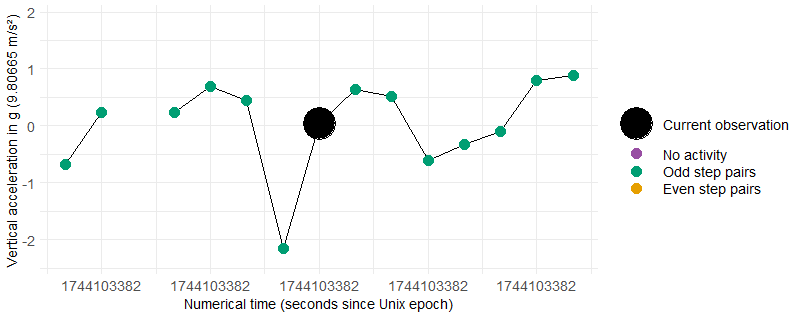 Vertical acceleration in g (9.80665 m/s²)
2
1
0
-1
-2
1744103382 1744103382 1744103382 1744103382 1744103382
Numerical time (seconds since Unix epoch)
Current observation
No activity
Odd step pairs
Even step pairs